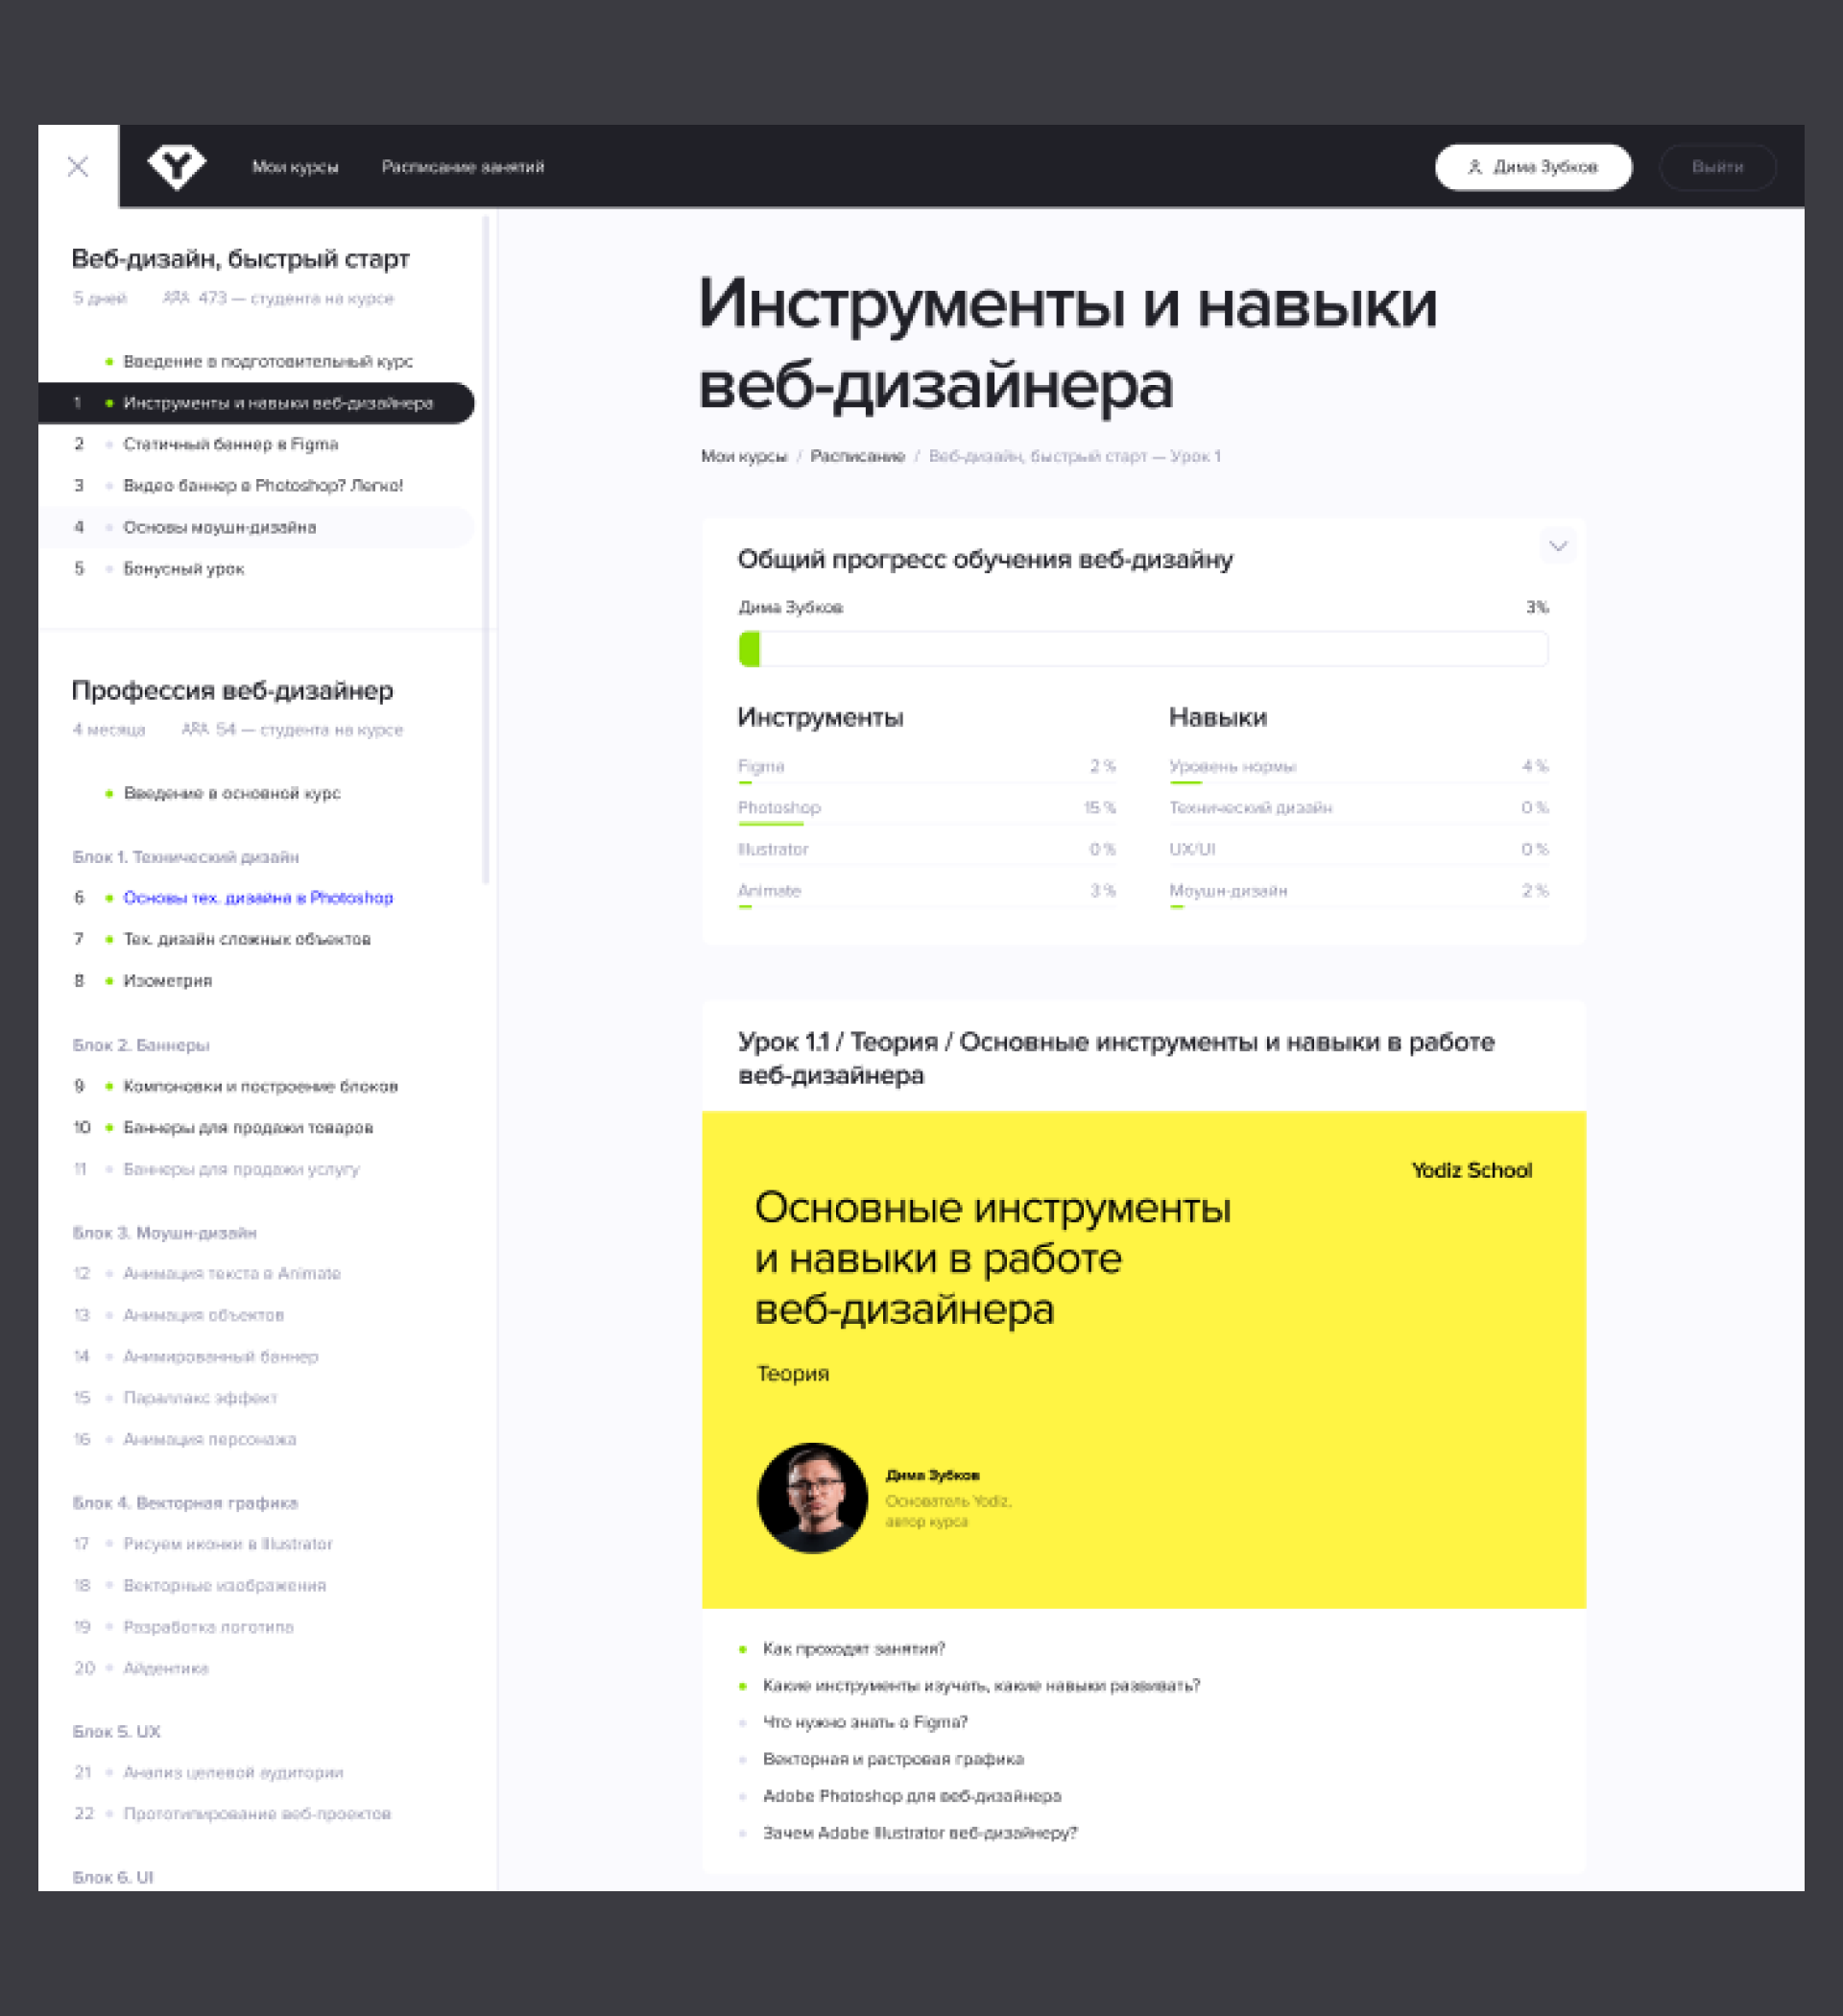 Y
Мои курсы
Расписание занятий
Дима Зубков
Выйти
Веб-дизайн, быстрый старт
5 дней
473 — студента на курсе
Введение в подготовительный курс
1 Инструменты и навыки веб-дизайнера
2 Статичный баннер в Figma
3 Видео баннер в Photoshop? Легко!
4 Основы моушн-дизайна
5 Бонусный урок
Профессия веб-дизайнер
4 месяца
54 — студента на курсе
Введение в основной курс
Блок 1. Технический дизайн
6 Основы тех. дизайна в Photoshop
7 Тех. дизайн сложных объектов
8 Изометрия
Блок 2. Баннеры
9 Компоновки и построение блоков
10 Баннеры для продажи товаров
11 Баннеры для продажи услугу
Блок 3. Моушн-дизайн
12 Анимация текста в Animate
13 Анимация объектов
14 Анимированный баннер
15 Параллакс эффект
16 Анимация персонажа
Блок 4. Векторная графика
17 Рисуем иконки в Illustrator
18 Векторные изображения
19 Разработка логотипа
20 Айдентика
Блок 5. UX
21 Анализ целевой аудитории
22 Прототипирование веб-проектов
Блок 6. UI
Инструменты и навыки
веб-дизайнера
Мои курсы / Расписание / Веб-дизайн, быстрый старт — Урок 1
Общий прогресс обучения веб-дизайну
Дима Зубков 3%
Инструменты
Figma 2 %
Photoshop 15 %
Illustrator 0 %
Animate 3 %
Навыки
Уровень нормы 4 %
Технический дизайн 0 %
UX/UI 0 %
Моушн-дизайн 2 %
Урок 1.1 / Теория / Основные инструменты и навыки в работе
веб-дизайнера
Yodiz School
Основные инструменты
и навыки в работе
веб-дизайнера
Теория
Дима Зубков
Основатель Yodiz,
автор курса
Как проходят занятия?
Какие инструменты изучать, какие навыки развивать?
Что нужно знать о Figma?
Векторная и растровая графика
Adobe Photoshop для веб-дизайнера
Зачем Adobe Illustrator веб-дизайнеру?